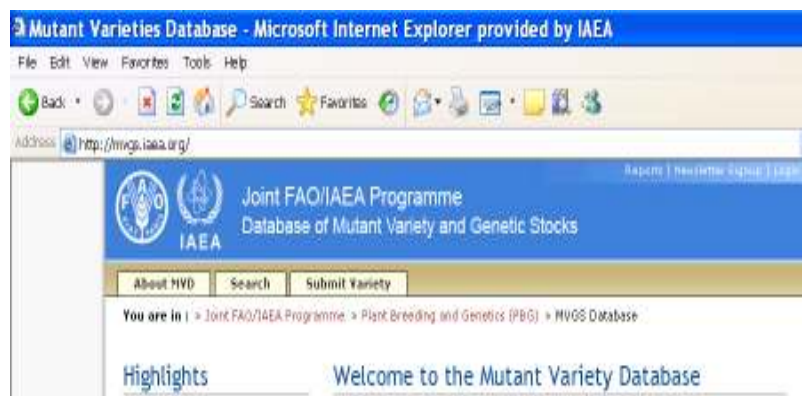 Mutant Varieties Database - Microsoft Internet Explorer provided by IAEA
File Edit View Favorites Tools Help
Back Search Favorites
Address http://mvgs.iaea.org/
Reports | Newsletter Signup | Login
FAO
IAEA
Joint FAO/IAEA Programme
Database of Mutant Variety and Genetic Stocks
About MVD Search Submit Variety
You are in : » Joint FAO/IAEA Programme » Plant Breeding and Genetics (PBG) » MVGS Database
Highlights Welcome to the Mutant Variety Database